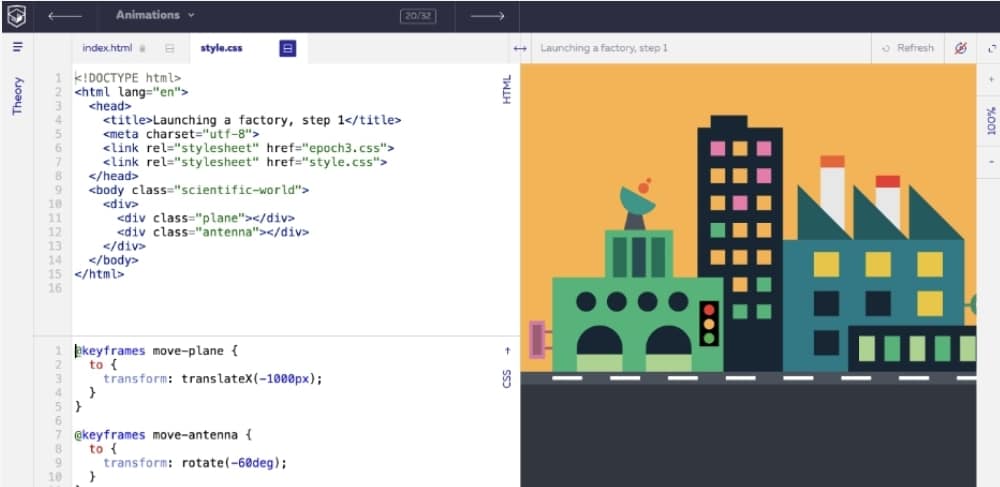 Animations
20/32
index.html
style.css
Launching a factory, step 1
Refresh
Theory
HTML
100%
+
-
1 <!DOCTYPE html>
2 <html lang="en">
3 <head>
4 <title>Launching a factory, step 1</title>
5 <meta charset="utf-8">
6 <link rel="stylesheet" href="epoch3.css">
7 <link rel="stylesheet" href="style.css">
8 </head>
9 <body class="scientific-world">
10 <div>
11 <div class="plane"></div>
12 <div class="antenna"></div>
13 </div>
14 </body>
15 </html>
16
CSS
1 @keyframes move-plane {
2 to {
3 transform: translateX(-1000px);
4 }
5 }
6
7 @keyframes move-antenna {
8 to {
9 transform: rotate(-60deg);
10 }